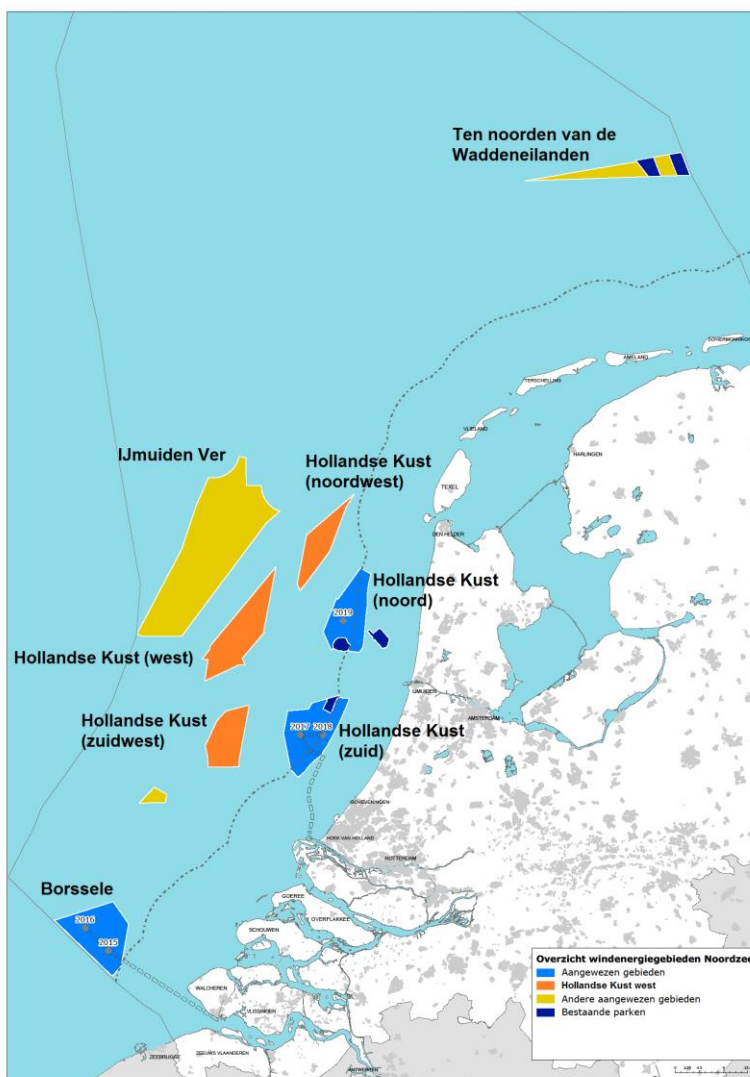 Ten noorden van de
Waddeneilanden
SCHIERMONNIKOOG
AMELAND
TERSCHELLING
VLIELAND
HARLINGEN
TEXEL
DEN HELDER
IJmuiden Ver
Hollandse Kust
(noordwest)
Hollandse Kust
(noord)
2019
Hollandse Kust (west)
IJMUIDEN
AMSTERDAM
Hollandse Kust
(zuidwest)
2017
2018
Hollandse Kust
(zuid)
SCHEVENINGEN
HOEK VAN HOLLAND
ROTTERDAM
Borssele
2016
2015
GOEREE
OVERFLAKKEE
SCHOUWEN
WALCHEREN
VLISSINGEN
ZEEBRUGGE
ZEEUWS VLAANDEREN
ANTWERPEN
Overzicht windenergiegebieden Noordzee
Aangewezen gebieden
Hollandse Kust west
Andere aangewezen gebieden
Bestaande parken